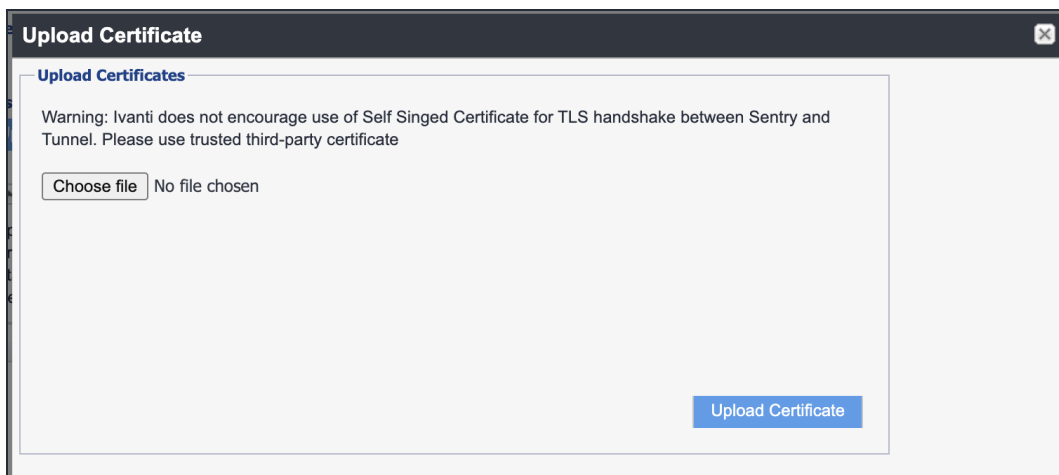 Upload Certificate
Upload Certificates
Warning: Ivanti does not encourage use of Self Singed Certificate for TLS handshake between Sentry and
Tunnel. Please use trusted third-party certificate
Choose file No file chosen
Upload Certificate